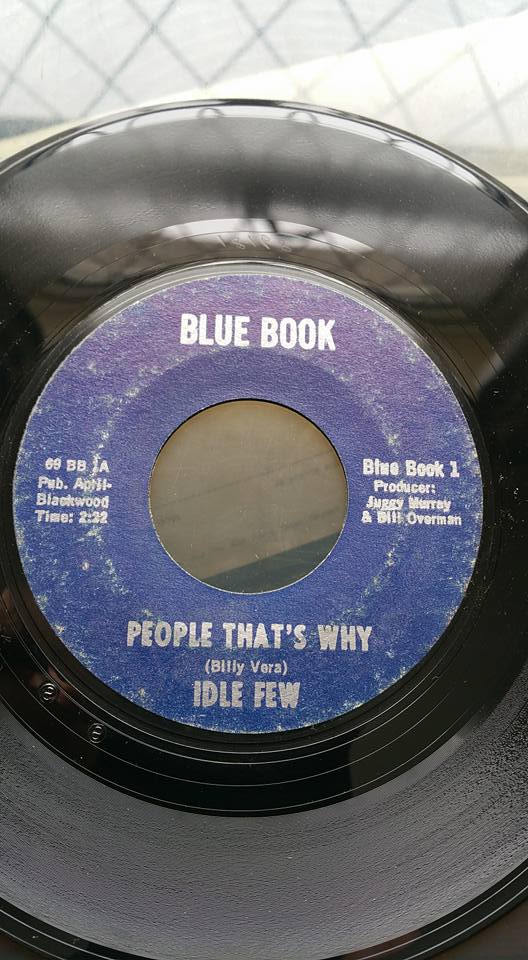 BLUE BOOK
69 BB 1A
Pub. April-
Blackwood
Time: 2:22
Blue Book 1
Producer:
Juggy Murray
& Bill Overman
PEOPLE THAT'S WHY
(Billy Vera)
IDLE FEW